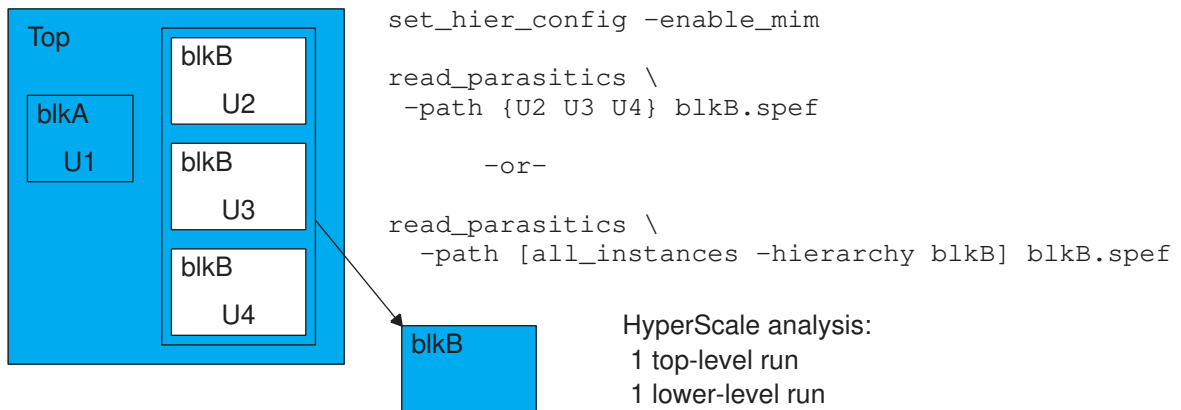 Top
blkA
U1
blkB
U2
blkB
U3
blkB
U4
blkB
set_hier_config -enable_mim
read_parasitics \
-path {U2 U3 U4} blkB.spef
-or-
read_parasitics \
-path [all_instances -hierarchy blkB] blkB.spef
HyperScale analysis:
1 top-level run
1 lower-level run